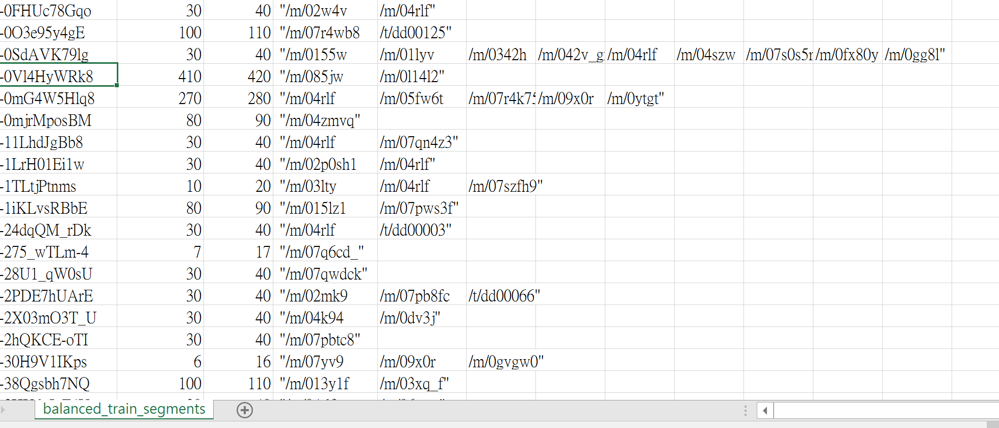 -0FHUc78Gqo 30 40 "/m/02w4v /m/04rlf"
-0O3e95y4gE 100 110 "/m/07r4wb8 /t/dd00125"
-0SdAVK79lg 30 40 "/m/0155w /m/01lyv /m/0342h /m/042v_g /m/04rlf /m/04szw /m/07s0s5r /m/0fx80y /m/0gg8l"
-0Vl4HyWRk8 410 420 "/m/085jw /m/0l14l2"
-0mG4W5Hlq8 270 280 "/m/04rlf /m/05fw6t /m/07r4k75 /m/09x0r /m/0ytgt"
-0mjrMposBM 80 90 "/m/04zmvq"
-11LhdJgBb8 30 40 "/m/04rlf /m/07qn4z3"
-1LrH01Ei1w 30 40 "/m/02p0sh1 /m/04rlf"
-1TLtjPtnms 10 20 "/m/03lty /m/04rlf /m/07szfh9"
-1iKLvsRBbE 80 90 "/m/015lz1 /m/07pws3f"
-24dqQM_rDk 30 40 "/m/04rlf /t/dd00003"
-275_wTLm-4 7 17 "/m/07q6cd_"
-28U1_qW0sU 30 40 "/m/07qwdck"
-2PDE7hUArE 30 40 "/m/02mk9 /m/07pb8fc /t/dd00066"
-2X03mO3T_U 30 40 "/m/04k94 /m/0dv3j"
-2hQKCE-oTI 30 40 "/m/07pbtc8"
-30H9V1IKps 6 16 "/m/07yv9 /m/09x0r /m/0gvgw0"
-38Qgsbh7NQ 100 110 "/m/013y1f /m/03xq_f"
balanced_train_segments